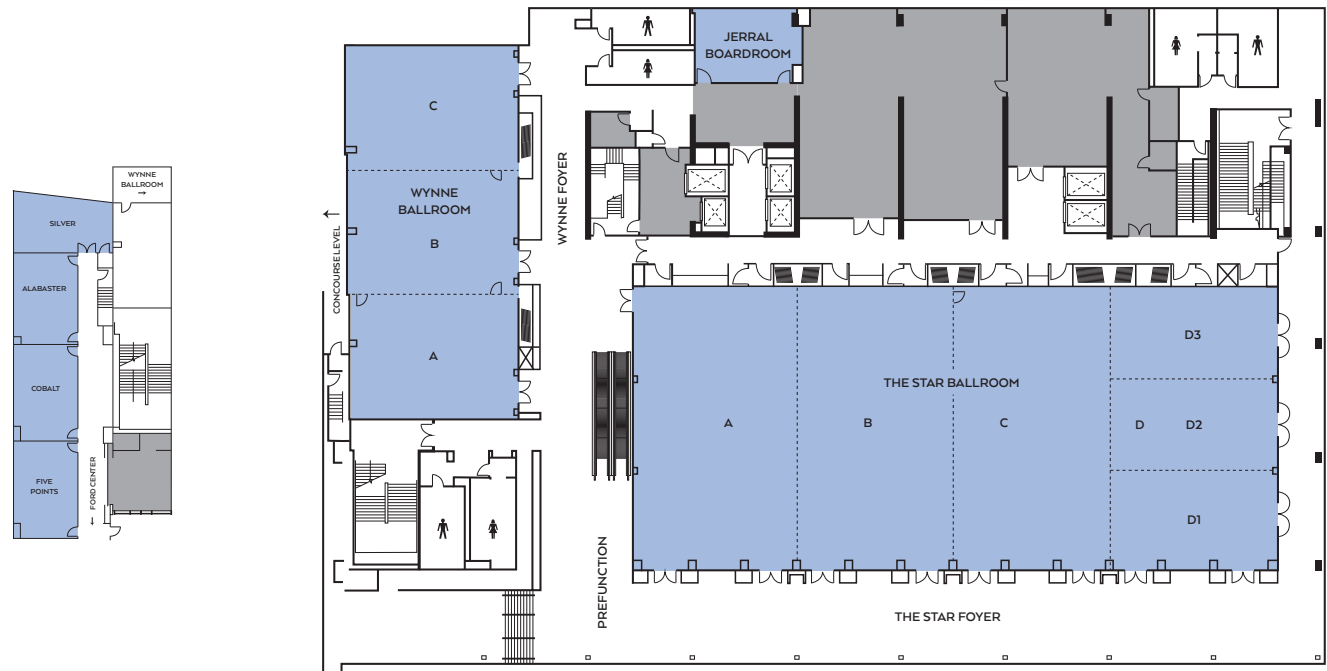 WYNNE
BALLROOM
→
SILVER
ALABASTER
COBALT
FIVE
POINTS
← FORD CENTER
CONCOURSE LEVEL →
C
WYNNE
BALLROOM
B
A
WYNNE FOYER
JERRAL
BOARDROOM
THE STAR BALLROOM
A
B
C
D
D3
D2
D1
PREFUNCTION
THE STAR FOYER